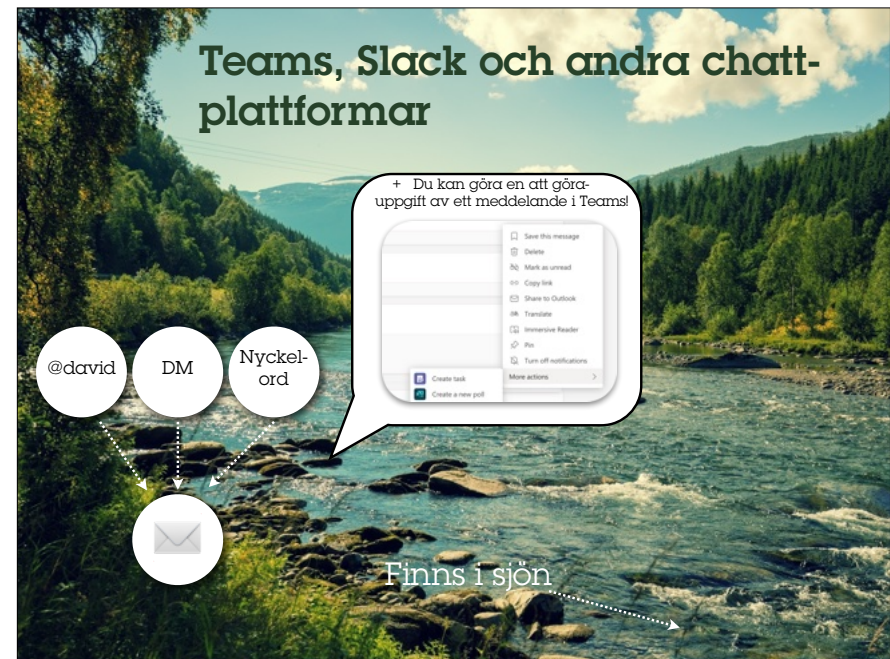 Teams, Slack och andra chatt-
plattformar
+ Du kan göra en att göra-
uppgift av ett meddelande i Teams!
Save this message
Delete
Mark as unread
Copy link
Share to Outlook
Translate
Immersive Reader
Pin
Turn off notifications
More actions
Create task
Create a new poll
@david
DM
Nyckel-
ord
Finns i sjön